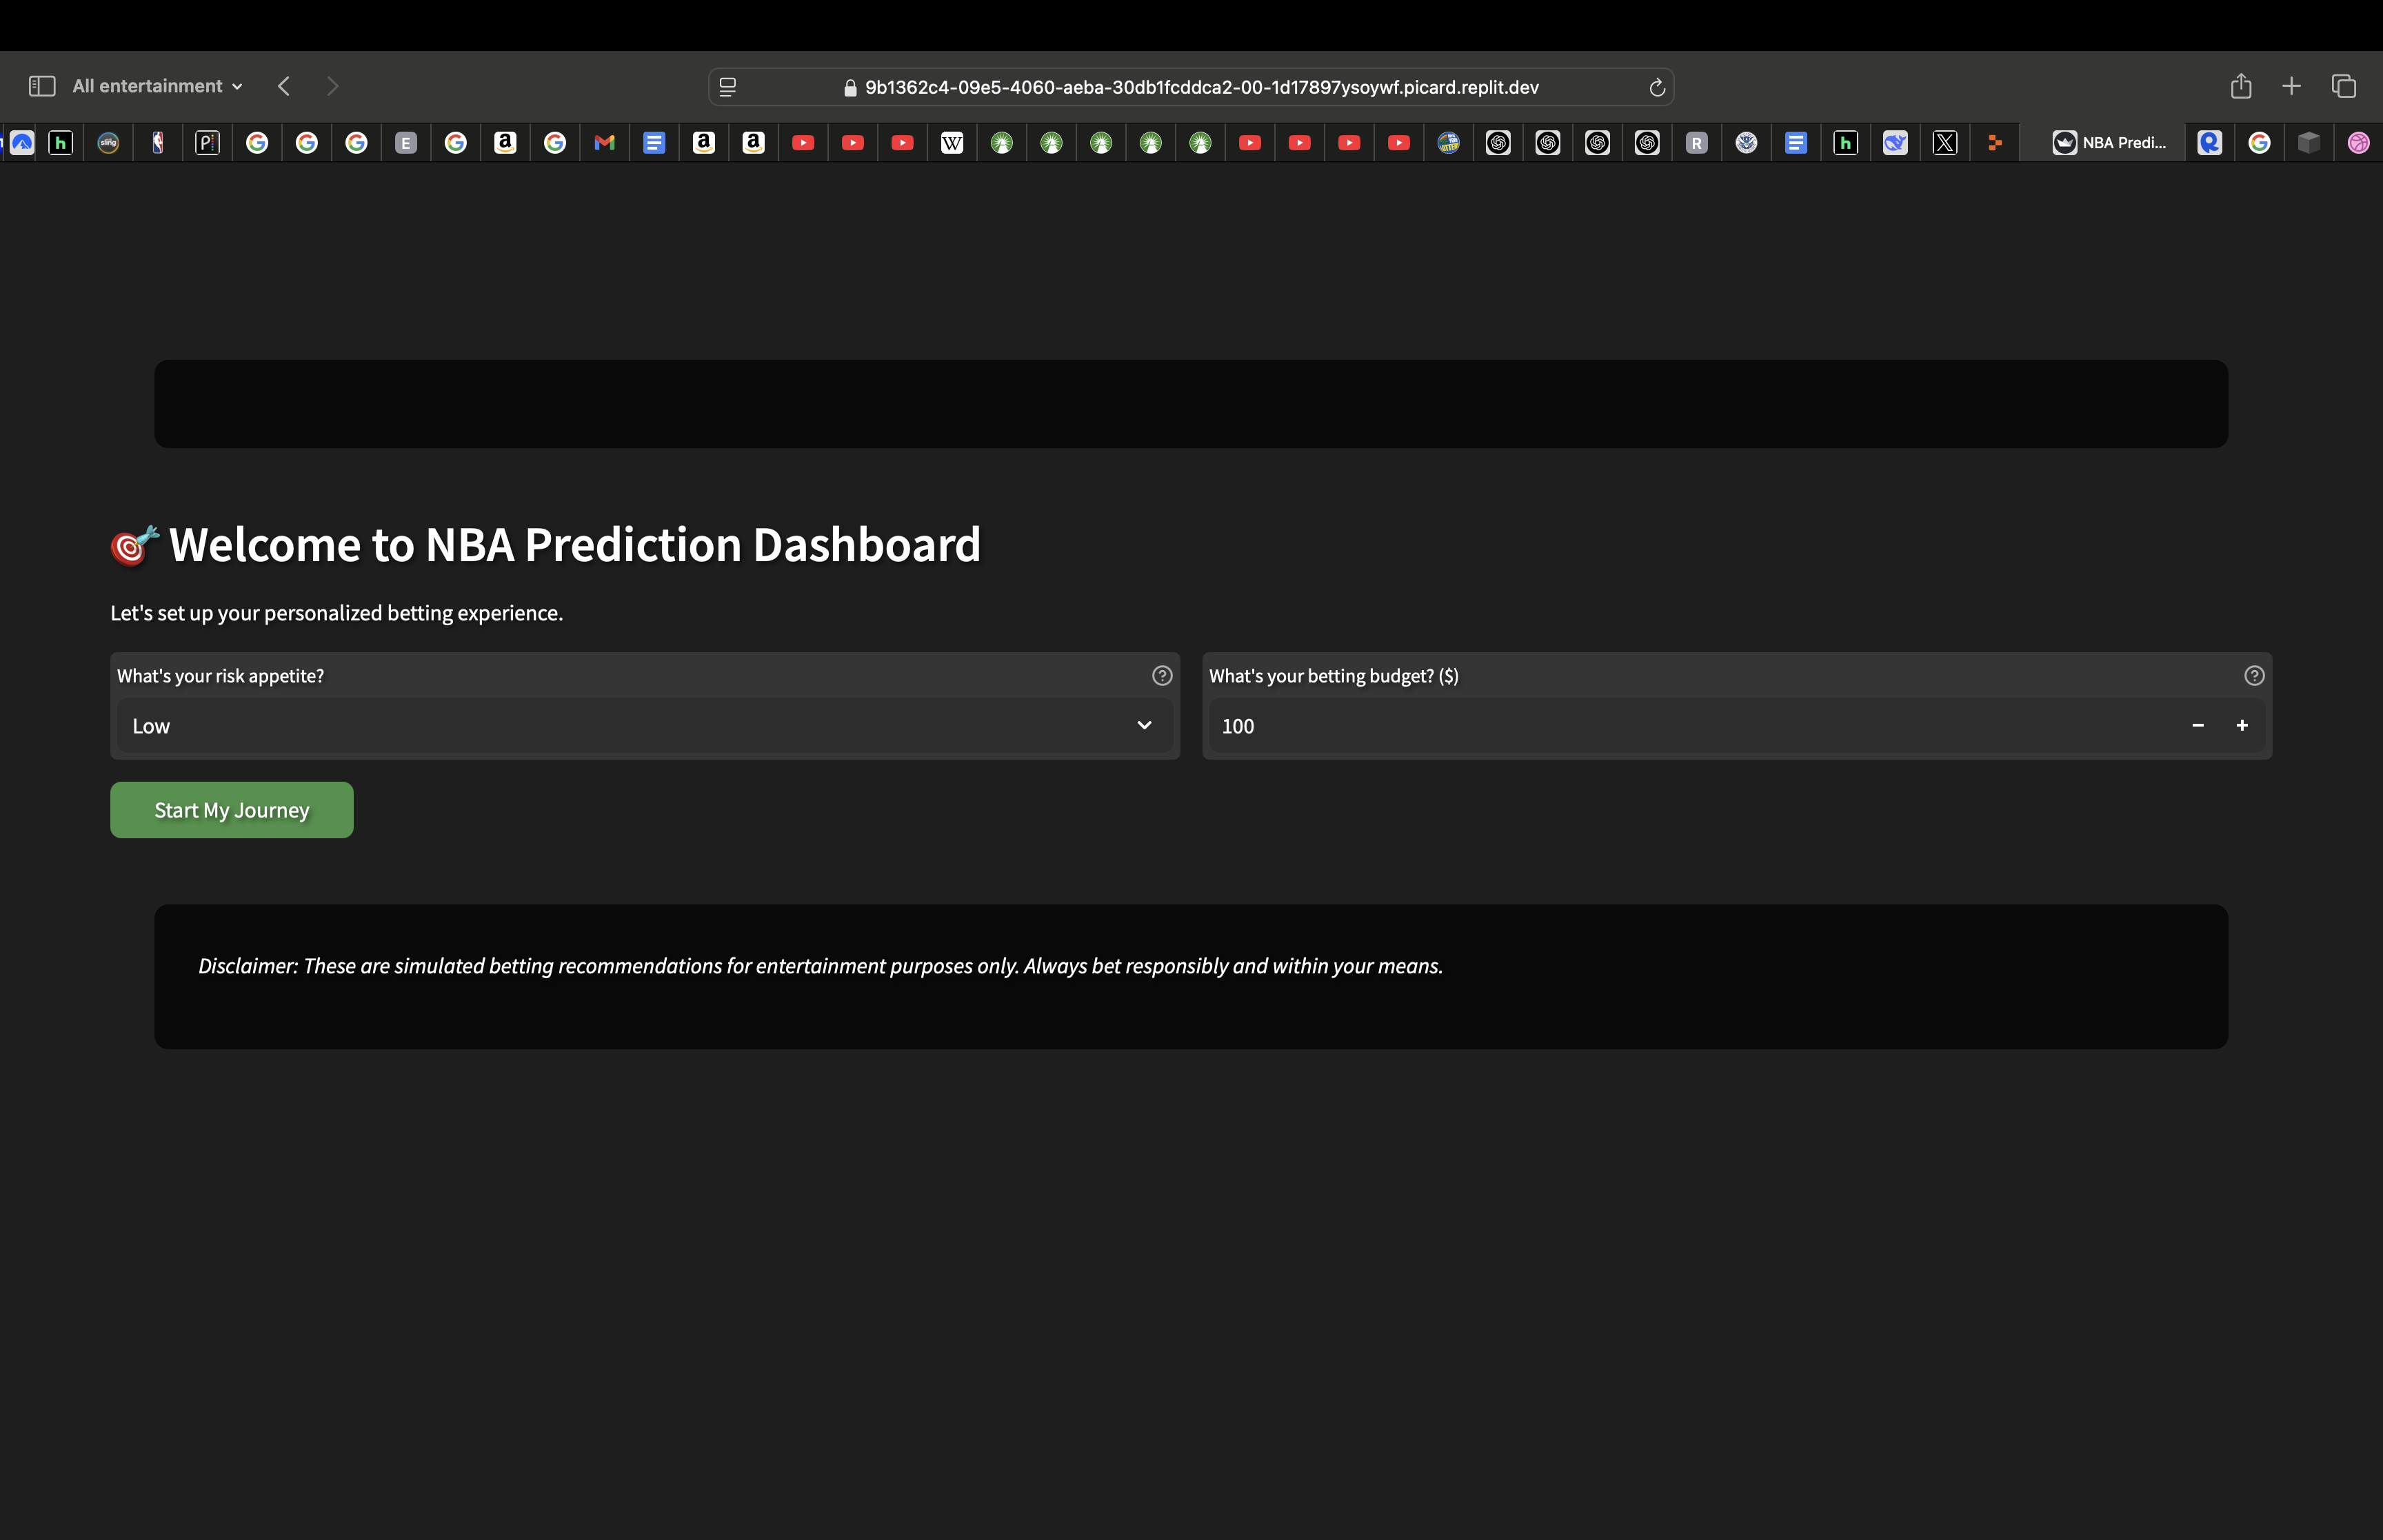 All entertainment
9b1362c4-09e5-4060-aeba-30db1fcddca2-00-1d17897ysoywf.picard.replit.dev
NBA Predi...
🎯 Welcome to NBA Prediction Dashboard
Let's set up your personalized betting experience.
What's your risk appetite?
What's your betting budget? ($)
Low
100
Start My Journey
Disclaimer: These are simulated betting recommendations for entertainment purposes only. Always bet responsibly and within your means.